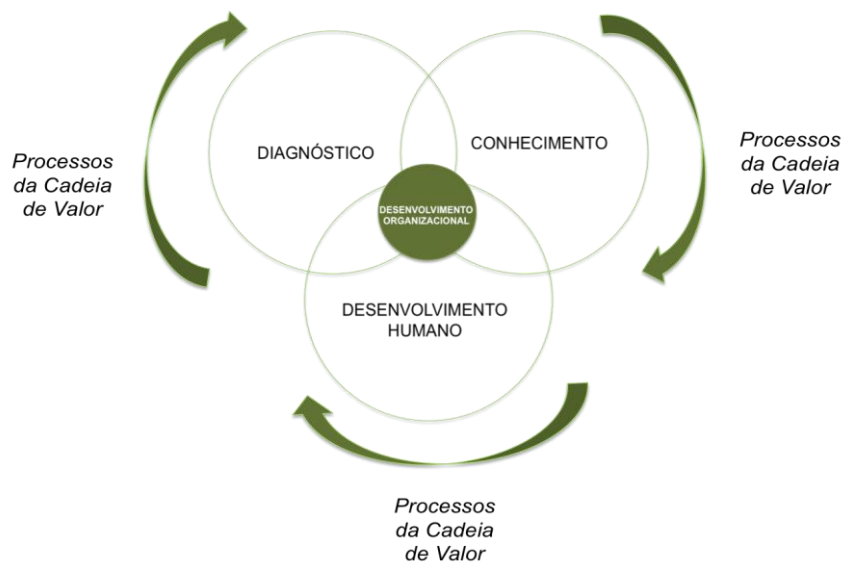 DIAGNÓSTICO
CONHECIMENTO
Processos
da Cadeia
de Valor
Processos
da Cadeia
de Valor
DESENVOLVIMENTO
ORGANIZACIONAL
DESENVOLVIMENTO
HUMANO
Processos
da Cadeia
de Valor